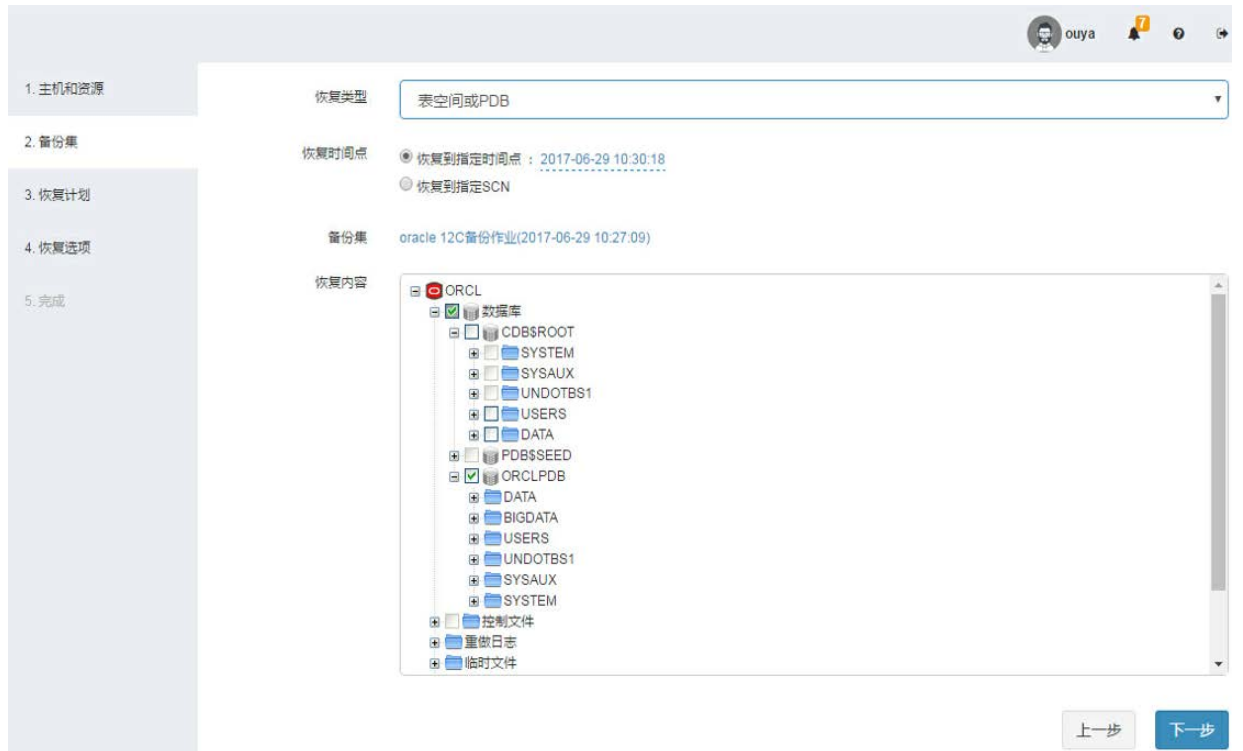 ouya 7
1. 主机和资源
2. 备份集
3. 恢复计划
4. 恢复选项
5. 完成
恢复类型 表空间或PDB
恢复时间点 恢复到指定时间点 : 2017-06-29 10:30:18
恢复到指定SCN
备份集 oracle 12C备份作业(2017-06-29 10:27:09)
恢复内容
ORCL
数据库
CDB$ROOT
SYSTEM
SYSAUX
UNDOTBS1
USERS
DATA
PDB$SEED
ORCLPDB
DATA
BIGDATA
USERS
UNDOTBS1
SYSAUX
SYSTEM
控制文件
重做日志
临时文件
上一步 下一步